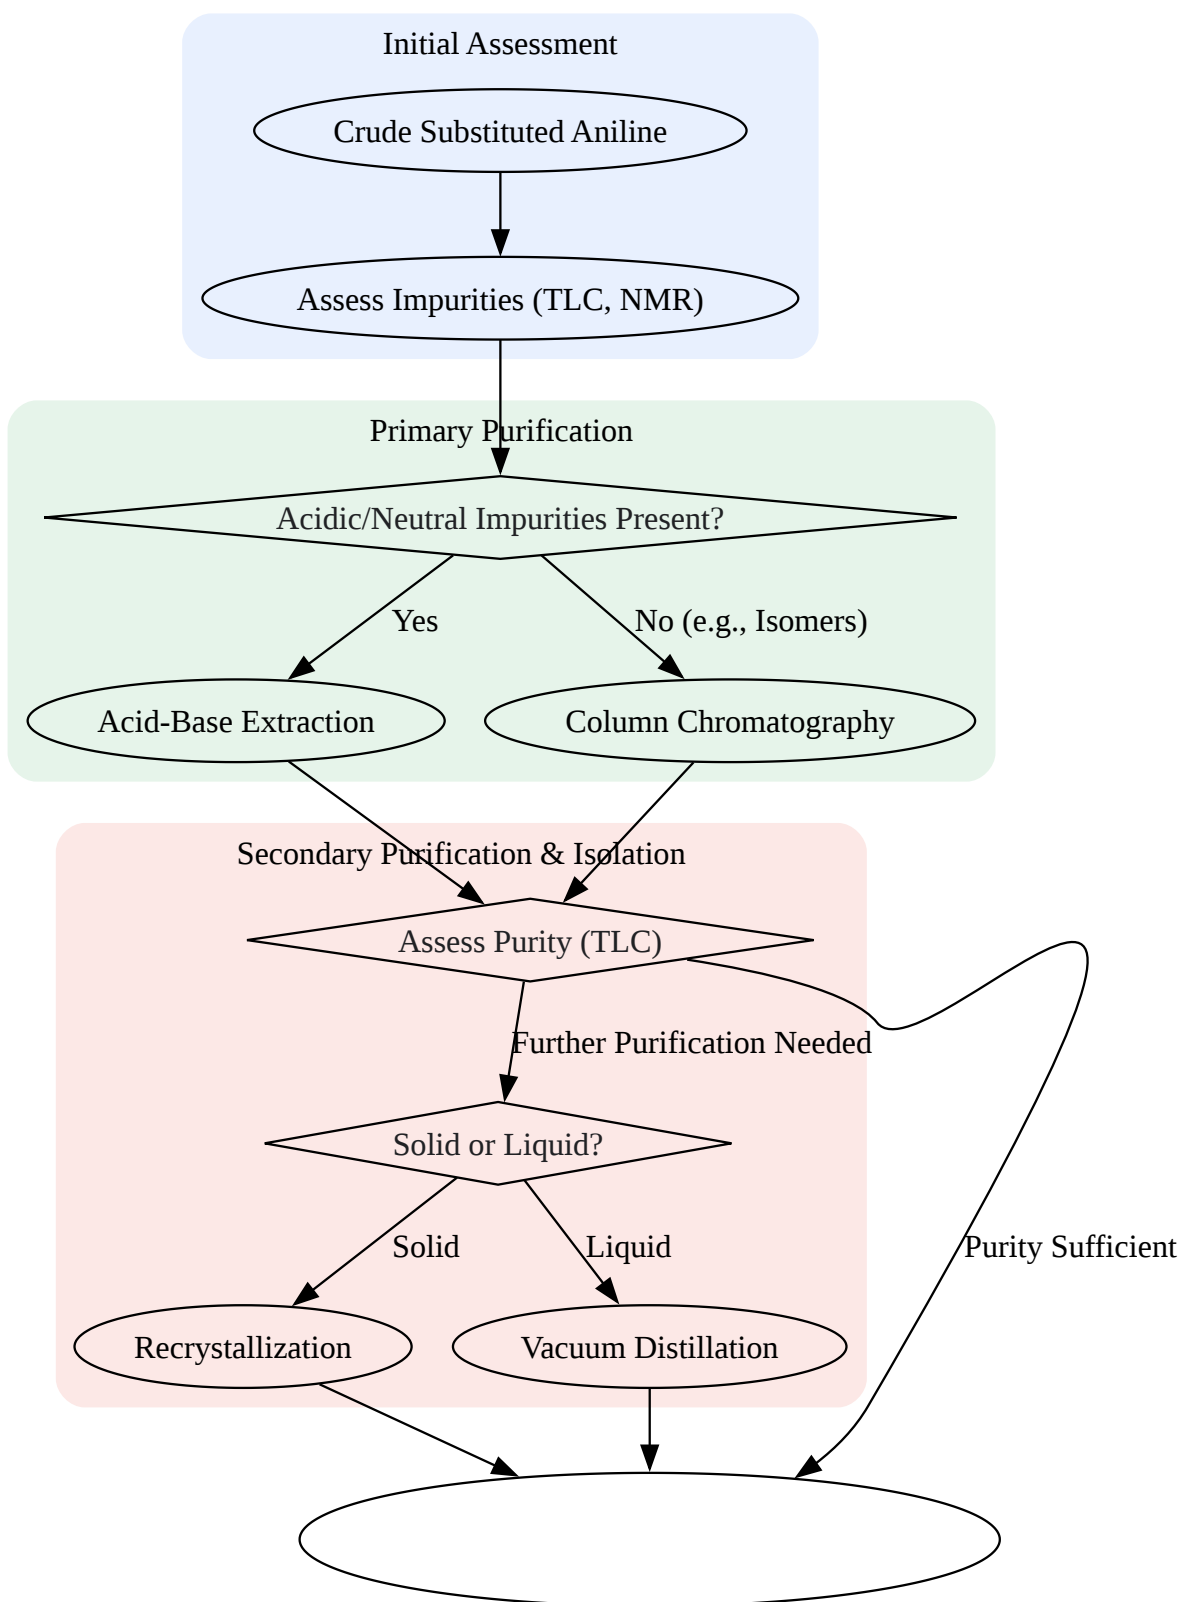 Initial Assessment
Crude Substituted Aniline
Assess Impurities (TLC, NMR)
Primary Purification
Acidic/Neutral Impurities Present?
Yes
No (e.g., Isomers)
Acid-Base Extraction
Column Chromatography
Secondary Purification & Isolation
Assess Purity (TLC)
Further Purification Needed
Solid or Liquid?
Solid
Liquid
Purity Sufficient
Recrystallization
Vacuum Distillation